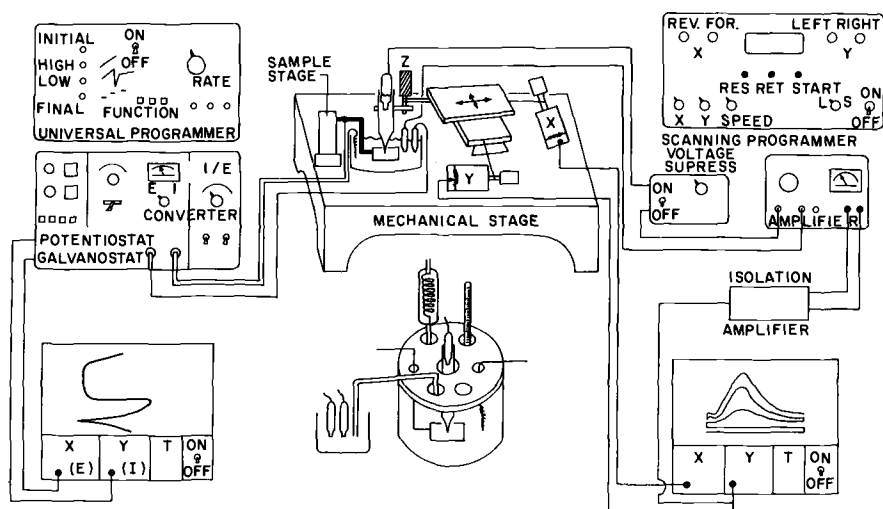 INITIAL
ON
OFF
HIGH
LOW
RATE
FINAL
FUNCTION
UNIVERSAL PROGRAMMER
I/E
E I
CONVERTER
POTENTIOSTAT
GALVANOSTAT
SAMPLE
STAGE
Z
X
Y
MECHANICAL STAGE
REV. FOR.
LEFT RIGHT
X
Y
RES RET START
L S
ON
OFF
X Y SPEED
SCANNING PROGRAMMER
VOLTAGE
SUPRESS
ON
OFF
AMPLIFIER
ISOLATION
AMPLIFIER
X Y T ON
(E) (I) OFF
X Y T ON
OFF